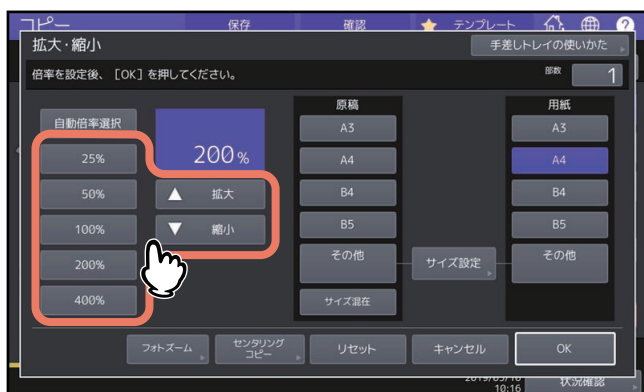 コピー 保存 確認 テンプレート ?
拡大・縮小 手差しトレイの使いかた
倍率を設定後、［OK］を押してください。 部数 1
原稿 用紙
自動倍率選択 A3 A3
25% 200% A4 A4
50% ▲ 拡大 B4 B4
100% ▼ 縮小 B5 B5
200% その他 サイズ設定 その他
400% サイズ混在
フォトズーム センタリング
コピー リセット キャンセル OK
10:16 状況確認